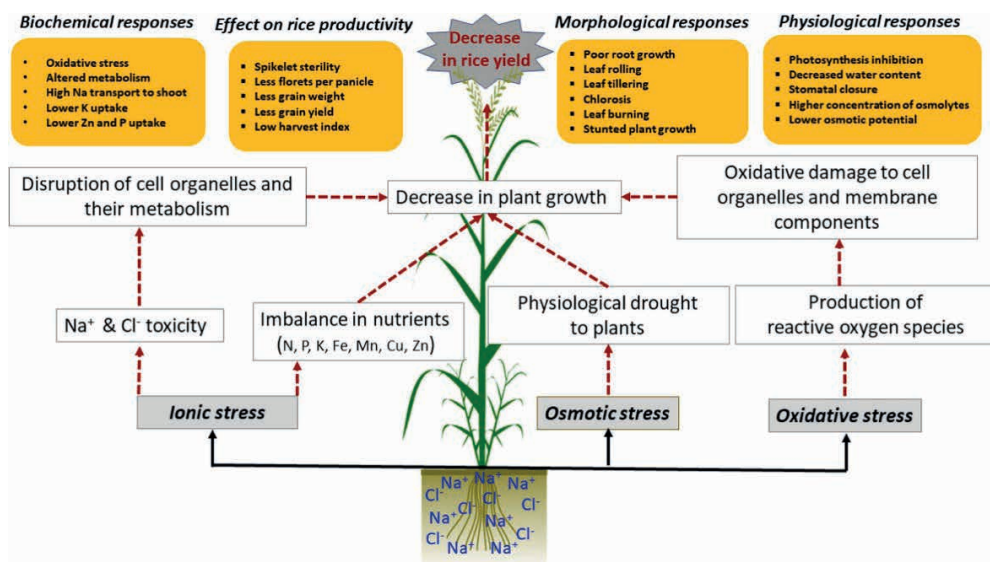 Biochemical responses
Oxidative stress
Altered metabolism
High Na transport to shoot
Lower K uptake
Lower Zn and P uptake
Effect on rice productivity
Spikelet sterility
Less florets per panicle
Less grain weight
Less grain yield
Low harvest index
Decrease
in rice yield
Morphological responses
Poor root growth
Leaf rolling
Leaf tillering
Chlorosis
Leaf burning
Stunted plant growth
Physiological responses
Photosynthesis inhibition
Decreased water content
Stomatal closure
Higher concentration of osmolytes
Lower osmotic potential
Disruption of cell organelles and
their metabolism
Decrease in plant growth
Oxidative damage to cell
organelles and membrane
components
Na⁺ & Cl⁻ toxicity
Imbalance in nutrients
(N, P, K, Fe, Mn, Cu, Zn)
Physiological drought
to plants
Production of
reactive oxygen species
Ionic stress
Osmotic stress
Oxidative stress
Na⁺ Na⁺ Na⁺
Cl⁻ Cl⁻ Cl⁻
Cl⁻
Na⁺ Na⁺
Cl⁻ Cl⁻
Na⁺ Na⁺